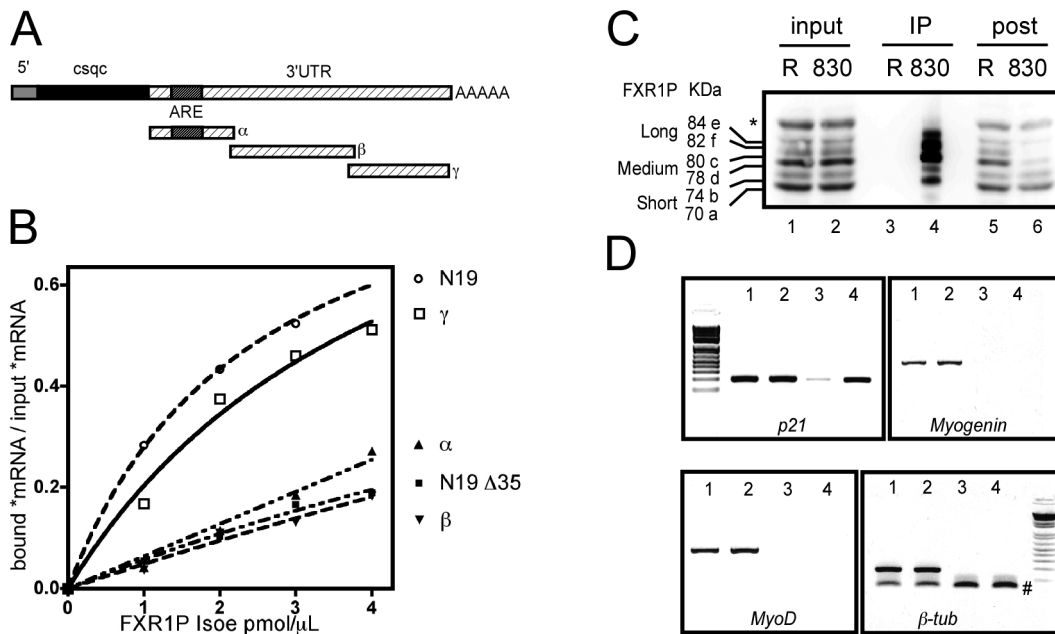 A
5' csqc 3'UTR
AAAAA
ARE
α
β
γ
B
0.6
0.4
0.2
0.0
0 1 2 3 4
bound *mRNA / input *mRNA
FXR1P Isoe pmol/µL
N19
γ
α
N19 Δ35
β
C
input IP post
R 830 R 830 R 830
FXR1P KDa
*
Long
84 e
82 f
Medium
80 c
78 d
Short
74 b
70 a
1 2 3 4 5 6
D
1 2 3 4
p21
1 2 3 4
Myogenin
1 2 3 4
MyoD
1 2 3 4
#
β-tub